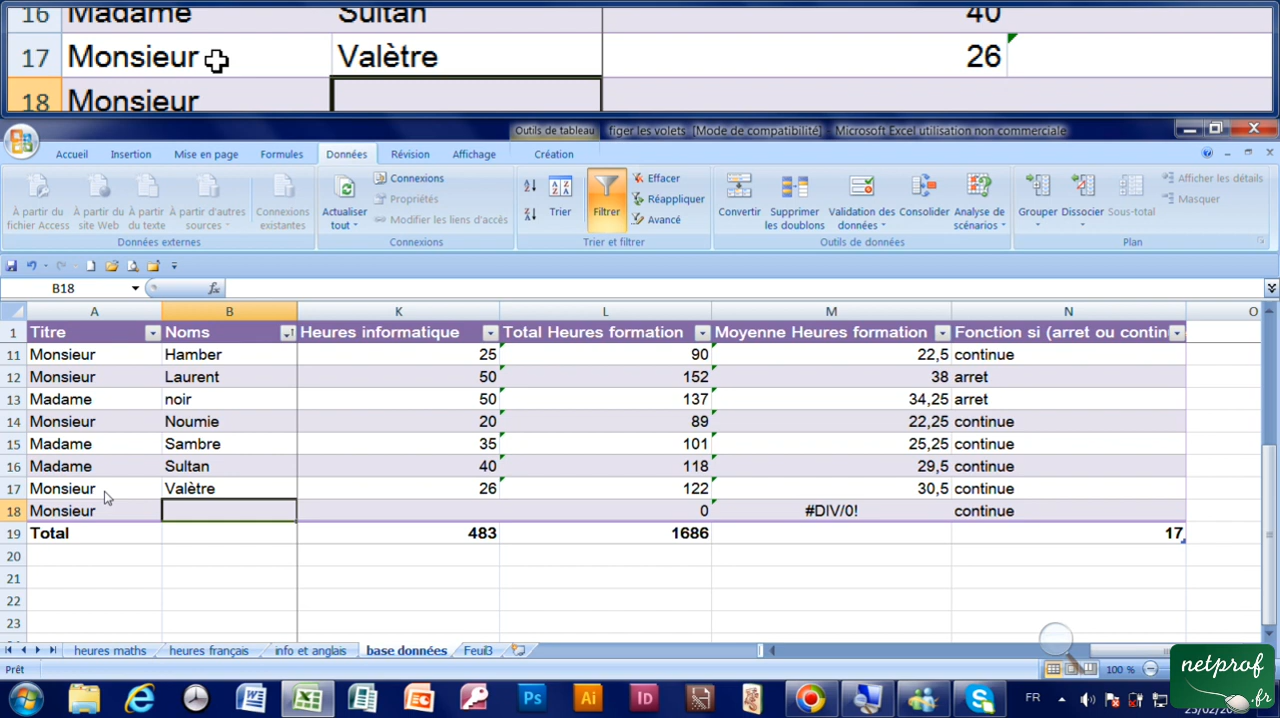 16 Madame Sultan 40
17 Monsieur Valètre 26
18 Monsieur
Outils de tableau figer les volets [Mode de compatibilité] - Microsoft Excel utilisation non commerciale
Accueil Insertion Mise en page Formules Données Révision Affichage Création
À partir du fichier Access
À partir du site Web
À partir du texte
À partir d'autres sources
Connexions existantes
Données externes
Actualiser tout
Connexions
Propriétés
Modifier les liens d'accès
Connexions
Trier
Filtrer
Effacer
Réappliquer
Avancé
Trier et filtrer
Convertir
Supprimer les doublons
Validation des données
Consolider
Analyse de scénarios
Outils de données
Grouper
Dissocier
Sous-total
Afficher les détails
Masquer
Plan
B18 fx
A B K L M N O
1 Titre Noms Heures informatique Total Heures formation Moyenne Heures formation Fonction si (arret ou contin
11 Monsieur Hamber 25 90 22,5 continue
12 Monsieur Laurent 50 152 38 arret
13 Madame noir 50 137 34,25 arret
14 Monsieur Noumie 20 89 22,25 continue
15 Madame Sambre 35 101 25,25 continue
16 Madame Sultan 40 118 29,5 continue
17 Monsieur Valètre 26 122 30,5 continue
18 Monsieur 0 #DIV/0! continue
19 Total 483 1686 17
20
21
22
23
heures maths heures français info et anglais base données Feuil3
Prêt 100 %
Ps Ai Id FR
netprof
.fr